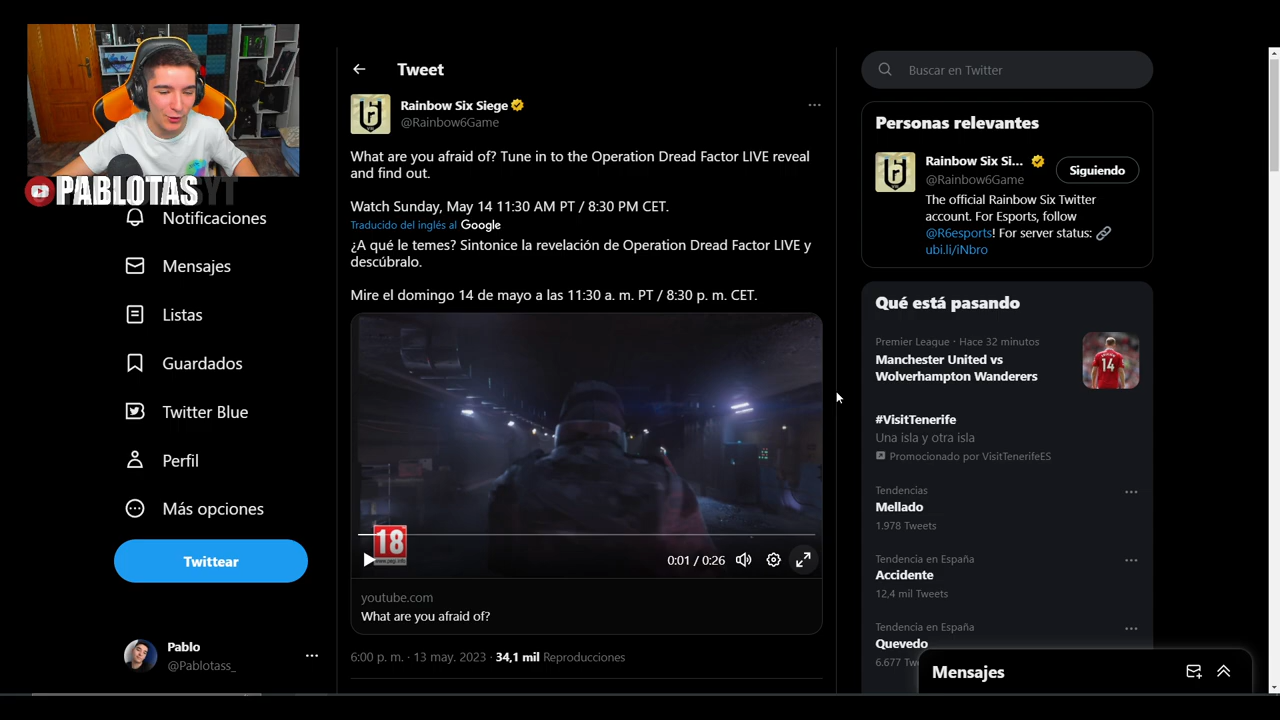 PABLOTASYT
Notificaciones
Mensajes
Listas
Guardados
Twitter Blue
Perfil
Más opciones
Twittear
Pablo
@Pablotass_
Tweet
Rainbow Six Siege
@Rainbow6Game
What are you afraid of? Tune in to the Operation Dread Factor LIVE reveal
and find out.
Watch Sunday, May 14 11:30 AM PT / 8:30 PM CET.
Traducido del inglés al Google
¿A qué le temes? Sintonice la revelación de Operation Dread Factor LIVE y
descúbralo.
Mire el domingo 14 de mayo a las 11:30 a. m. PT / 8:30 p. m. CET.
18
www.pegi.info
0:01 / 0:26
youtube.com
What are you afraid of?
6:00 p. m. · 13 may. 2023 · 34,1 mil Reproducciones
Buscar en Twitter
Personas relevantes
Rainbow Six Si...
@Rainbow6Game
Siguiendo
The official Rainbow Six Twitter
account. For Esports, follow
@R6esports! For server status: 🔗
ubi.li/iNbro
Qué está pasando
Premier League · Hace 32 minutos
Manchester United vs
Wolverhampton Wanderers
14
#VisitTenerife
Una isla y otra isla
Promocionado por VisitTenerifeES
Tendencias
Mellado
1.978 Tweets
Tendencia en España
Accidente
12,4 mil Tweets
Tendencia en España
Quevedo
6.677 Tw
Mensajes